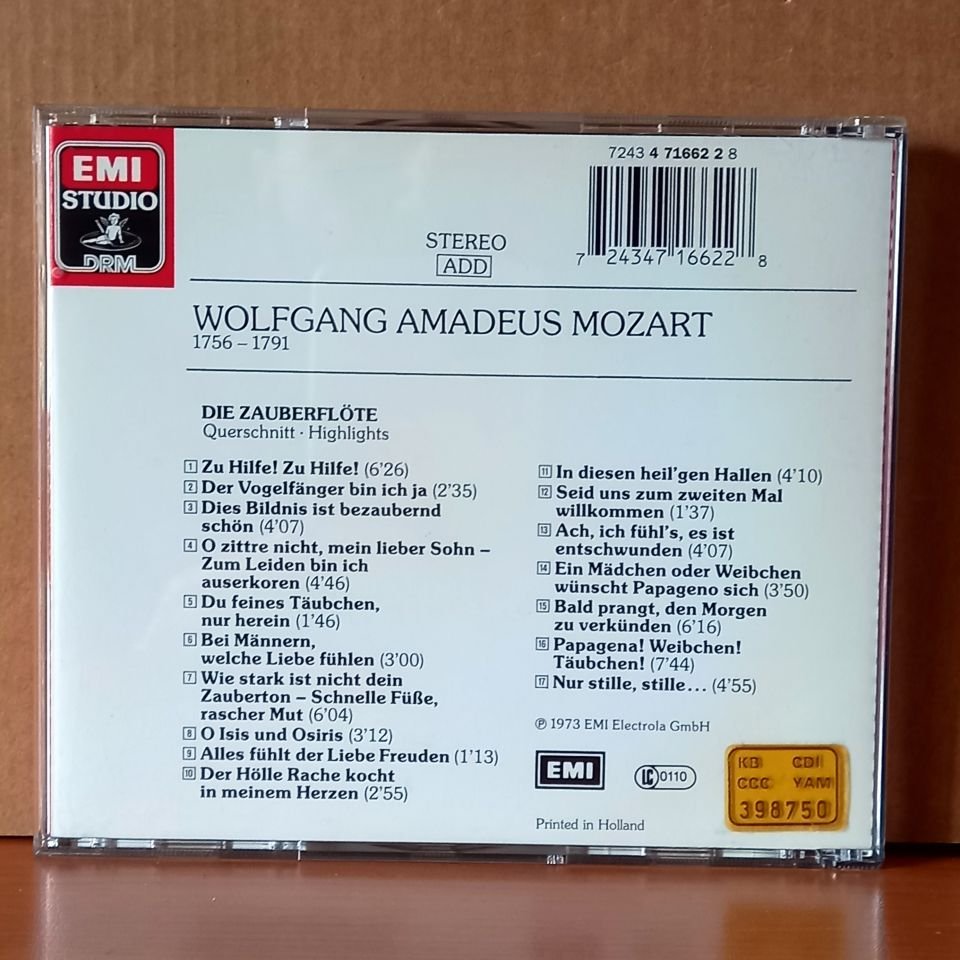 EMI
STUDIO
DRM
7243 4 71662 2 8
7 24347 16622 8
STEREO
ADD
WOLFGANG AMADEUS MOZART
1756 – 1791
DIE ZAUBERFLÖTE
Querschnitt · Highlights
1 Zu Hilfe! Zu Hilfe! (6'26)
2 Der Vogelfänger bin ich ja (2'35)
3 Dies Bildnis ist bezaubernd
schön (4'07)
4 O zittre nicht, mein lieber Sohn –
Zum Leiden bin ich
auserkoren (4'46)
5 Du feines Täubchen,
nur herein (1'46)
6 Bei Männern,
welche Liebe fühlen (3'00)
7 Wie stark ist nicht dein
Zauberton – Schnelle Füße,
rascher Mut (6'04)
8 O Isis und Osiris (3'12)
9 Alles fühlt der Liebe Freuden (1'13)
10 Der Hölle Rache kocht
in meinem Herzen (2'55)
11 In diesen heil'gen Hallen (4'10)
12 Seid uns zum zweiten Mal
willkommen (1'37)
13 Ach, ich fühl's, es ist
entschwunden (4'07)
14 Ein Mädchen oder Weibchen
wünscht Papageno sich (3'50)
15 Bald prangt, den Morgen
zu verkünden (6'16)
16 Papagena! Weibchen!
Täubchen! (7'44)
17 Nur stille, stille... (4'55)
℗ 1973 EMI Electrola GmbH
EMI
LC 0110
Printed in Holland
KB CDI
CCC YAM
398750